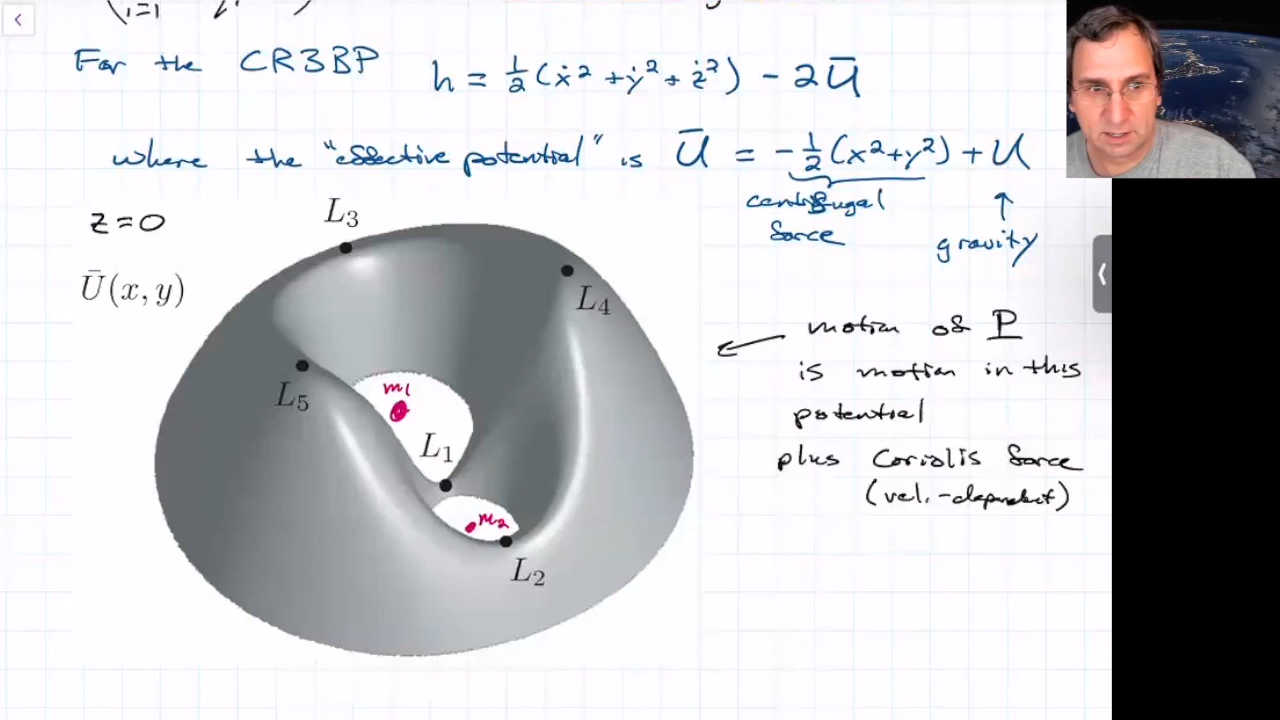 For the CR3BP h = ½(ẋ² + ẏ² + ż²) − 2Ū
where the "effective potential" is Ū = −½(x²+y²) + U
centrifugal force
gravity
z=0
Ū(x, y)
L₃
L₄
L₅
m₁
L₁
m₂
L₂
motion of P
is motion in this
potential
plus Coriolis force
(vel.-dependent)